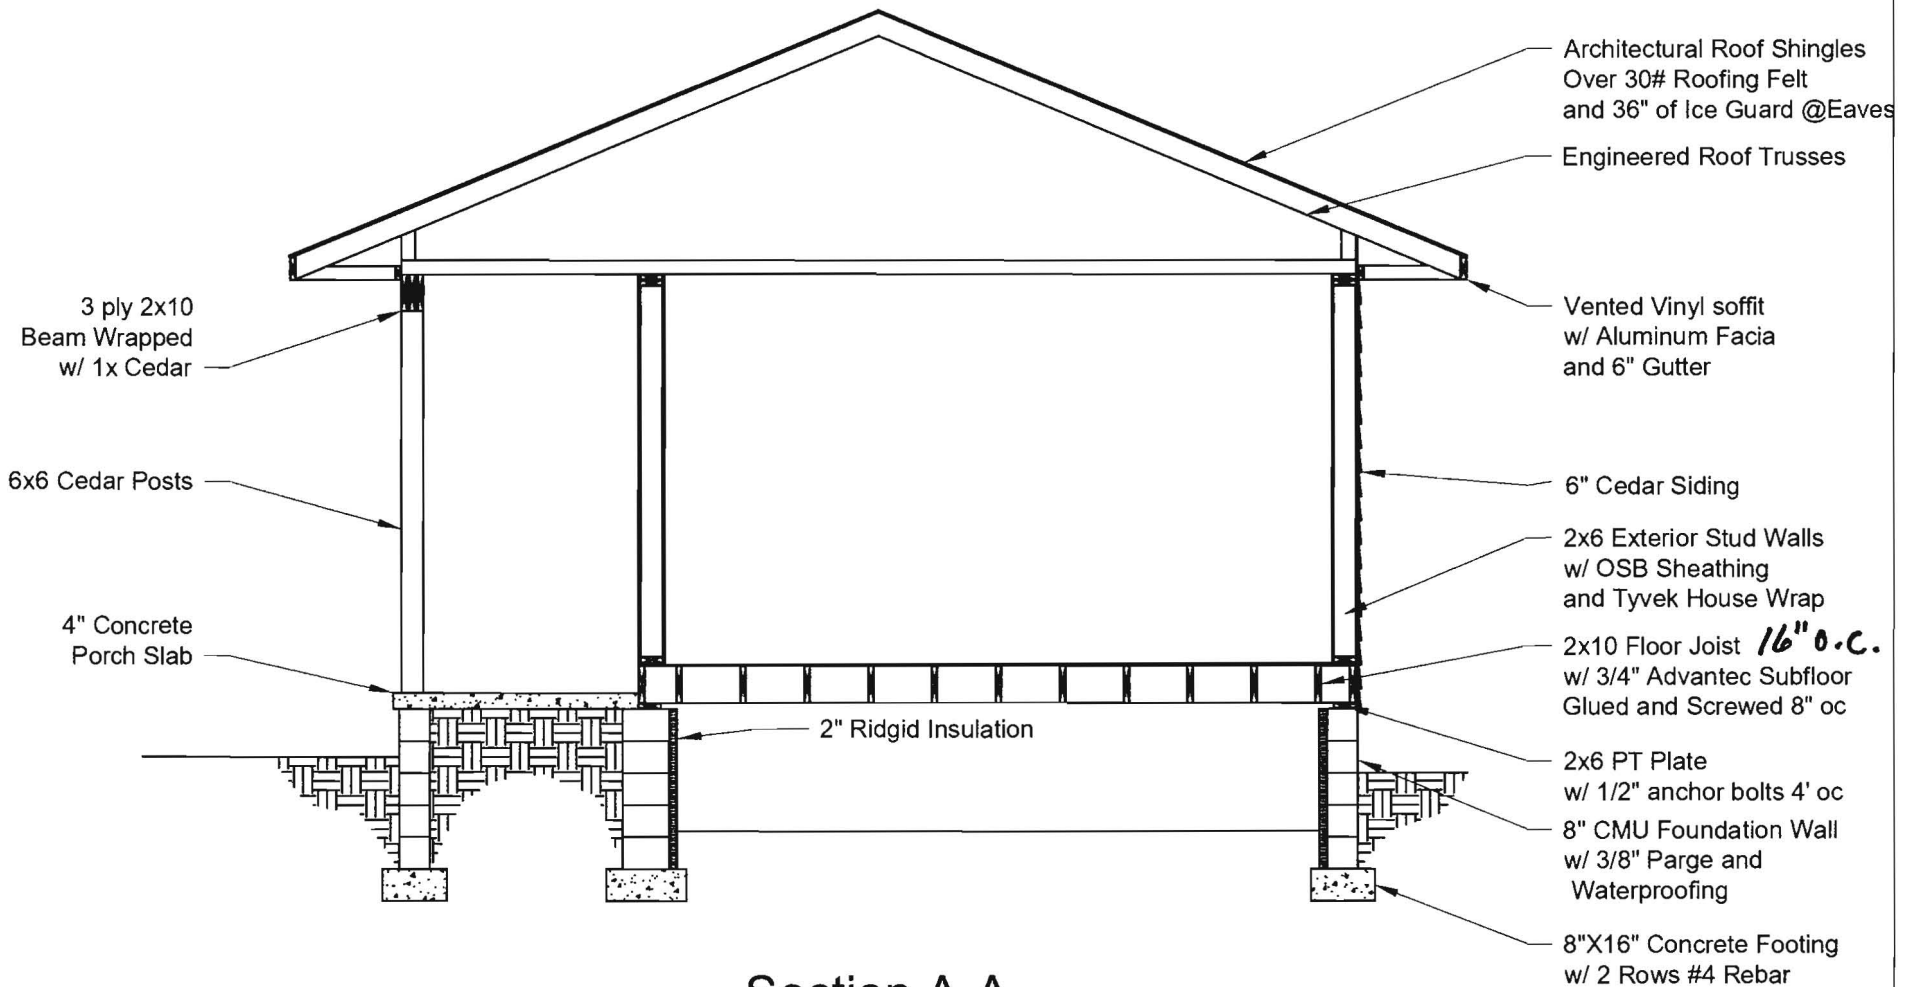 Architectural Roof Shingles
Over 30# Roofing Felt
and 36" of Ice Guard @Eaves
Engineered Roof Trusses
3 ply 2x10
Beam Wrapped
w/ 1x Cedar
Vented Vinyl soffit
w/ Aluminum Facia
and 6" Gutter
6x6 Cedar Posts
6" Cedar Siding
2x6 Exterior Stud Walls
w/ OSB Sheathing
and Tyvek House Wrap
4" Concrete
Porch Slab
2x10 Floor Joist 16" O.C.
w/ 3/4" Advantec Subfloor
Glued and Screwed 8" oc
2" Ridgid Insulation
2x6 PT Plate
w/ 1/2" anchor bolts 4' oc
8" CMU Foundation Wall
w/ 3/8" Parge and
Waterproofing
8"X16" Concrete Footing
w/ 2 Rows #4 Rebar
Section A-A